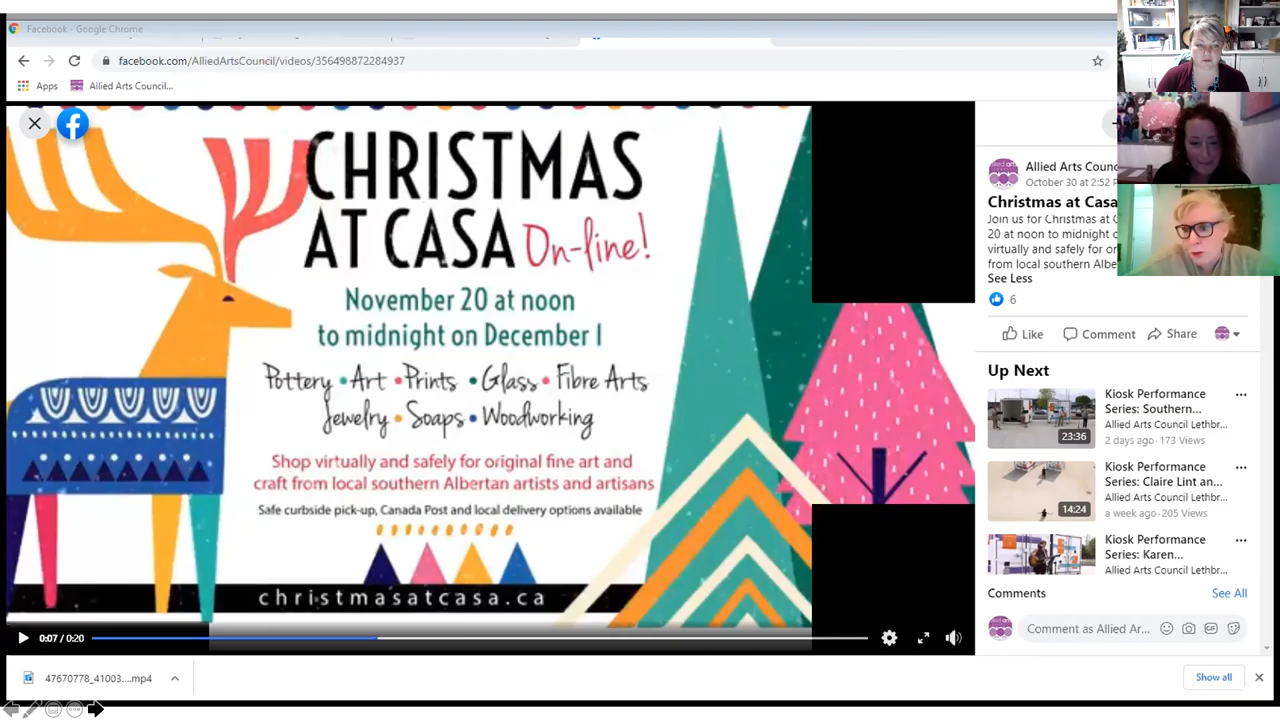 Facebook - Google Chrome
facebook.com/AlliedArtsCouncil/videos/356498872284937
Apps
Allied Arts Council...
CHRISTMAS
AT CASA On-line!
November 20 at noon
to midnight on December 1
Pottery • Art • Prints • Glass • Fibre Arts
Jewelry • Soaps • Woodworking
Shop virtually and safely for original fine art and
craft from local southern Albertan artists and artisans
Safe curbside pick-up, Canada Post and local delivery options available
christmasatcasa.ca
0:07 / 0:20
Allied Arts Counc
October 30 at 2:52 P
Christmas at Casa
Join us for Christmas at C
20 at noon to midnight
virtually and safely for
from local southern
See Less
6
Like
Comment
Share
Up Next
Kiosk Performance
Series: Southern...
Allied Arts Council Lethbr...
2 days ago · 173 Views
23:36
Kiosk Performance
Series: Claire Lint an...
Allied Arts Council Lethbr...
a week ago · 205 Views
14:24
Kiosk Performance
Series: Karen...
Allied Arts Council Lethbr...
Comments
See All
Comment as Allied Ar...
47670778_41003....mp4
Show all